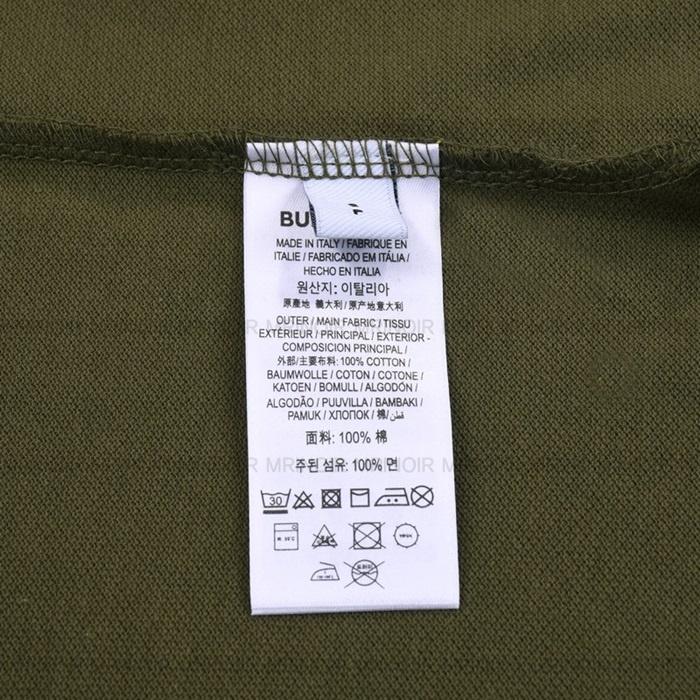 BU
MADE IN ITALY / FABRIQUE EN
ITALIE / FABRICADO EM ITÁLIA /
HECHO EN ITALIA
원산지: 이탈리아
原產地 義大利 / 原产地意大利
OUTER / MAIN FABRIC / TISSU
EXTÉRIEUR / PRINCIPAL / EXTERIOR -
COMPOSICIÓN PRINCIPAL /
外部/主要布料: 100% COTTON /
BAUMWOLLE / COTON / COTONE /
KATOEN / BOMULL / ALGODÓN /
ALGODÃO / PUUVILLA / BAMBAKI /
PAMUK / ХЛОПОК / 棉/قطن
面料: 100% 棉
주된 섬유: 100% 면
30